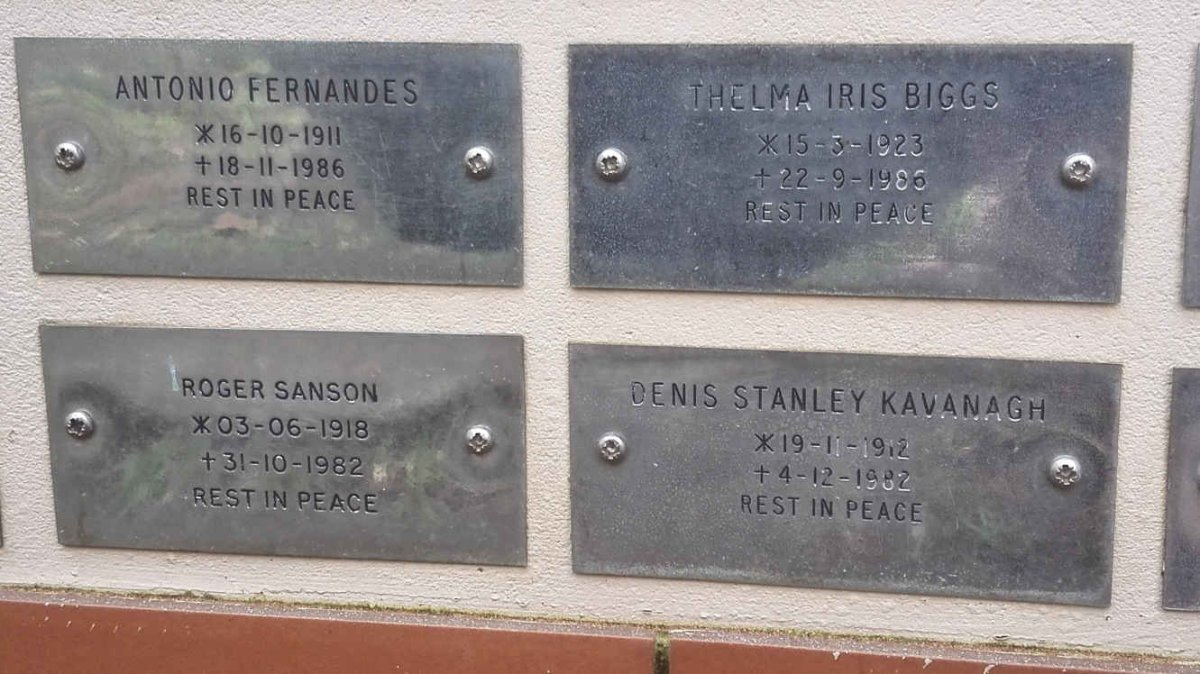 ANTONIO FERNANDES
*16-10-1911
†18-11-1986
REST IN PEACE
THELMA IRIS BIGGS
*15-3-1923
†22-9-1986
REST IN PEACE
ROGER SANSON
*03-06-1918
†31-10-1982
REST IN PEACE
DENIS STANLEY KAVANAGH
*19-11-1912
†4-12-1982
REST IN PEACE